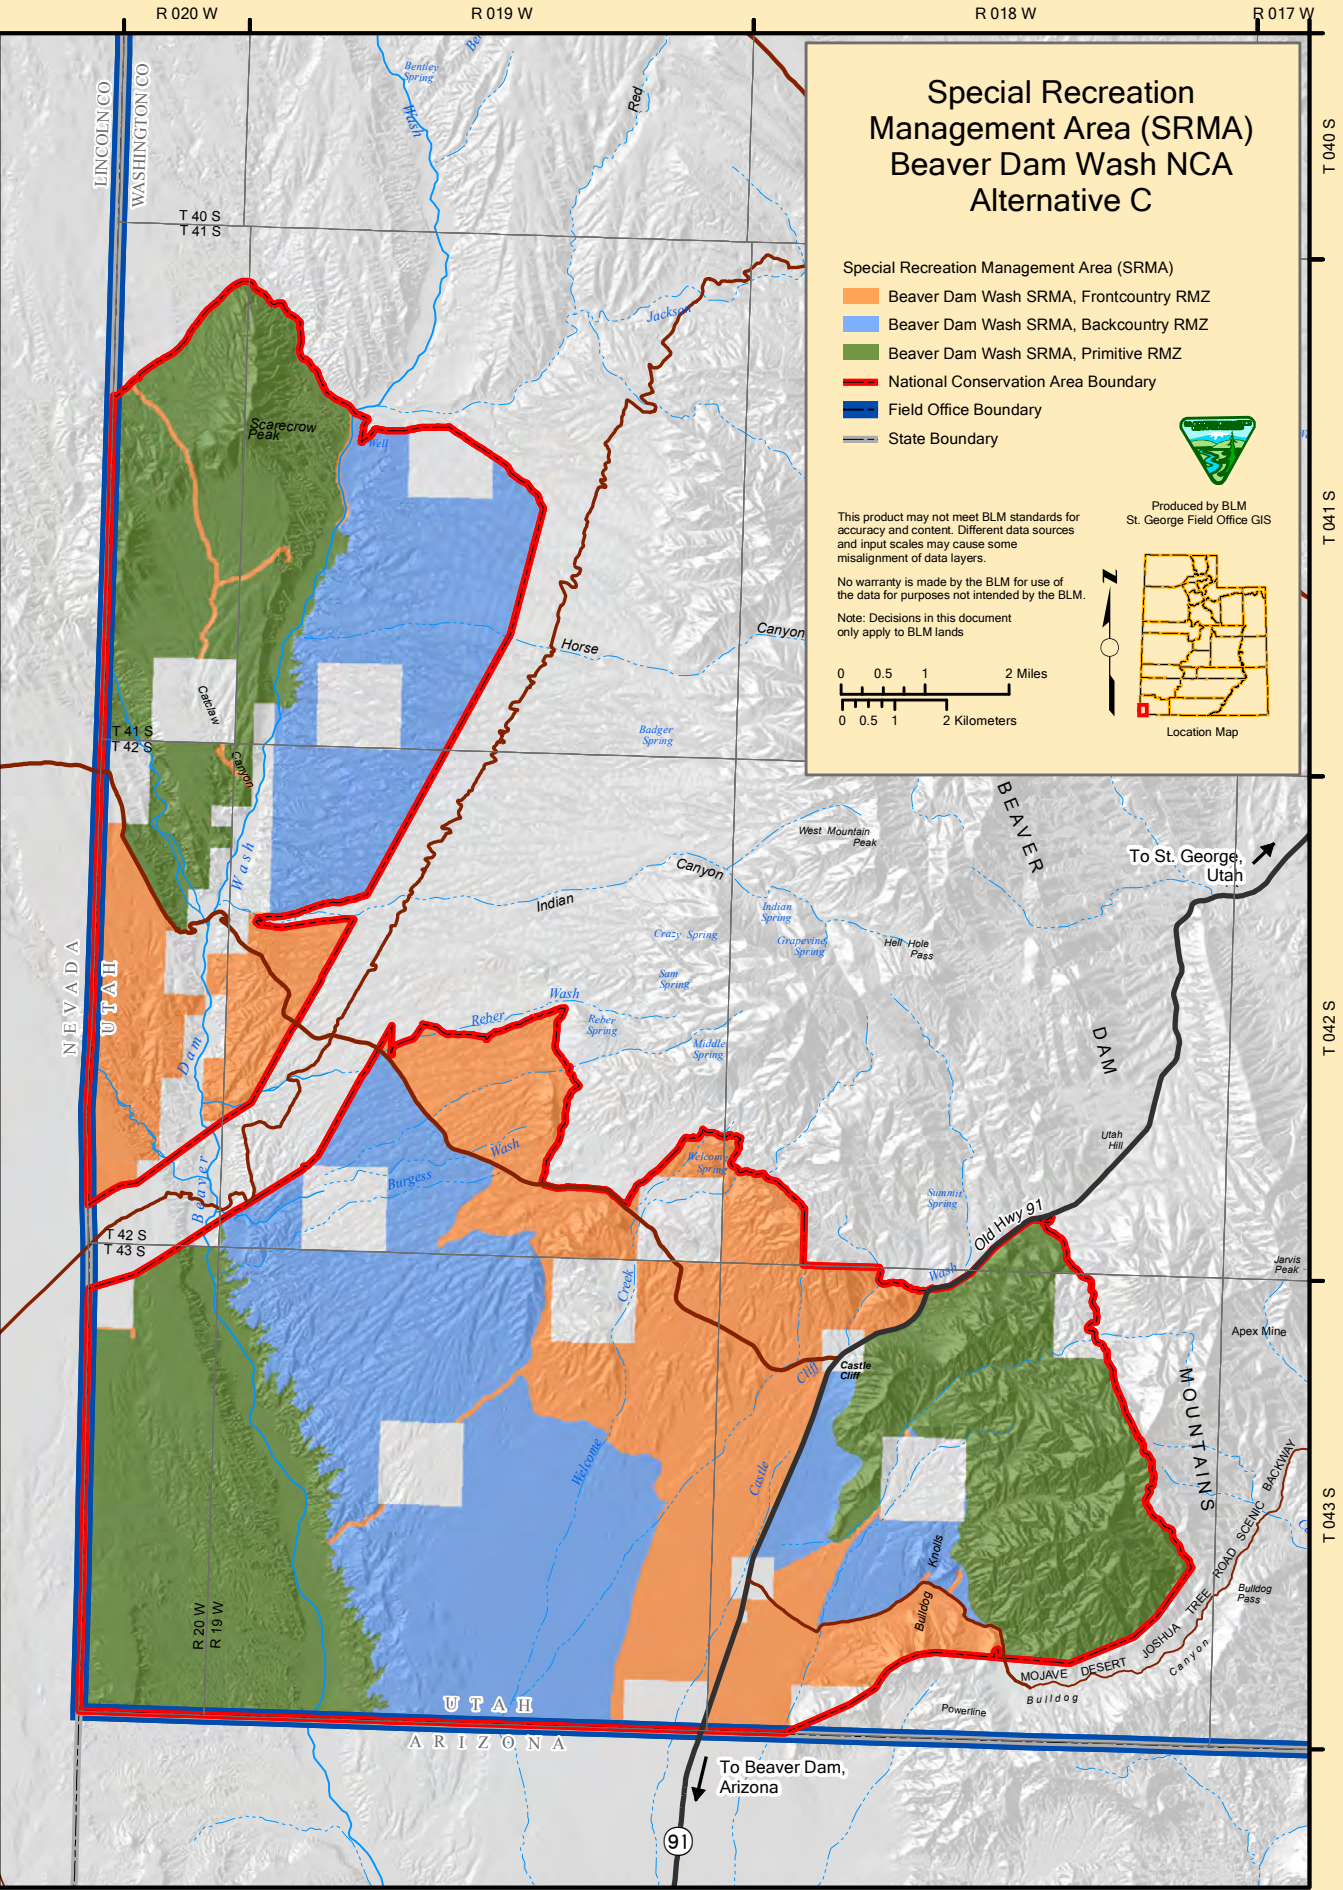 R 020 W
R 019 W
R 018 W
R 017 W
T 040 S
T 041 S
T 042 S
T 043 S
Special Recreation
Management Area (SRMA)
Beaver Dam Wash NCA
Alternative C
Special Recreation Management Area (SRMA)
Beaver Dam Wash SRMA, Frontcountry RMZ
Beaver Dam Wash SRMA, Backcountry RMZ
Beaver Dam Wash SRMA, Primitive RMZ
National Conservation Area Boundary
Field Office Boundary
State Boundary
Produced by BLM
St. George Field Office GIS
This product may not meet BLM standards for
accuracy and content. Different data sources
and input scales may cause some
misalignment of data layers.
No warranty is made by the BLM for use of
the data for purposes not intended by the BLM.
Note: Decisions in this document
only apply to BLM lands
0 0.5 1 2 Miles
0 0.5 1 2 Kilometers
N
Location Map
LINCOLN CO
WASHINGTON CO
Bentley
Spring
Wash
Red
T 40 S
T 41 S
Jackson
Scarecrow
Peak
Well
Horse
Canyon
Catclaw
Canyon
T 41 S
T 42 S
Badger
Spring
West Mountain
Peak
BEAVER
To St. George,
Utah
Wash
Canyon
Indian
Indian
Spring
Crazy Spring
Grapevine
Spring
Hell Hole
Pass
Sam
Spring
NEVADA
UTAH
Wash
Reber
Reber
Spring
Middle
Spring
Dam
DAM
Utah
Hill
Wash
Burgess
Welcome
Spring
Summit
Spring
Old Hwy 91
Beaver
T 42 S
T 43 S
Creek
Wash
Jarvis
Peak
Apex Mine
Castle
Cliff
Cliff
MOUNTAINS
Welcome
Castle
Knolls
Bulldog
R 20 W
R 19 W
MOJAVE DESERT JOSHUA TREE ROAD SCENIC BACKWAY
Bulldog
Pass
Canyon
Bulldog
Powerline
UTAH
ARIZONA
To Beaver Dam,
Arizona
91